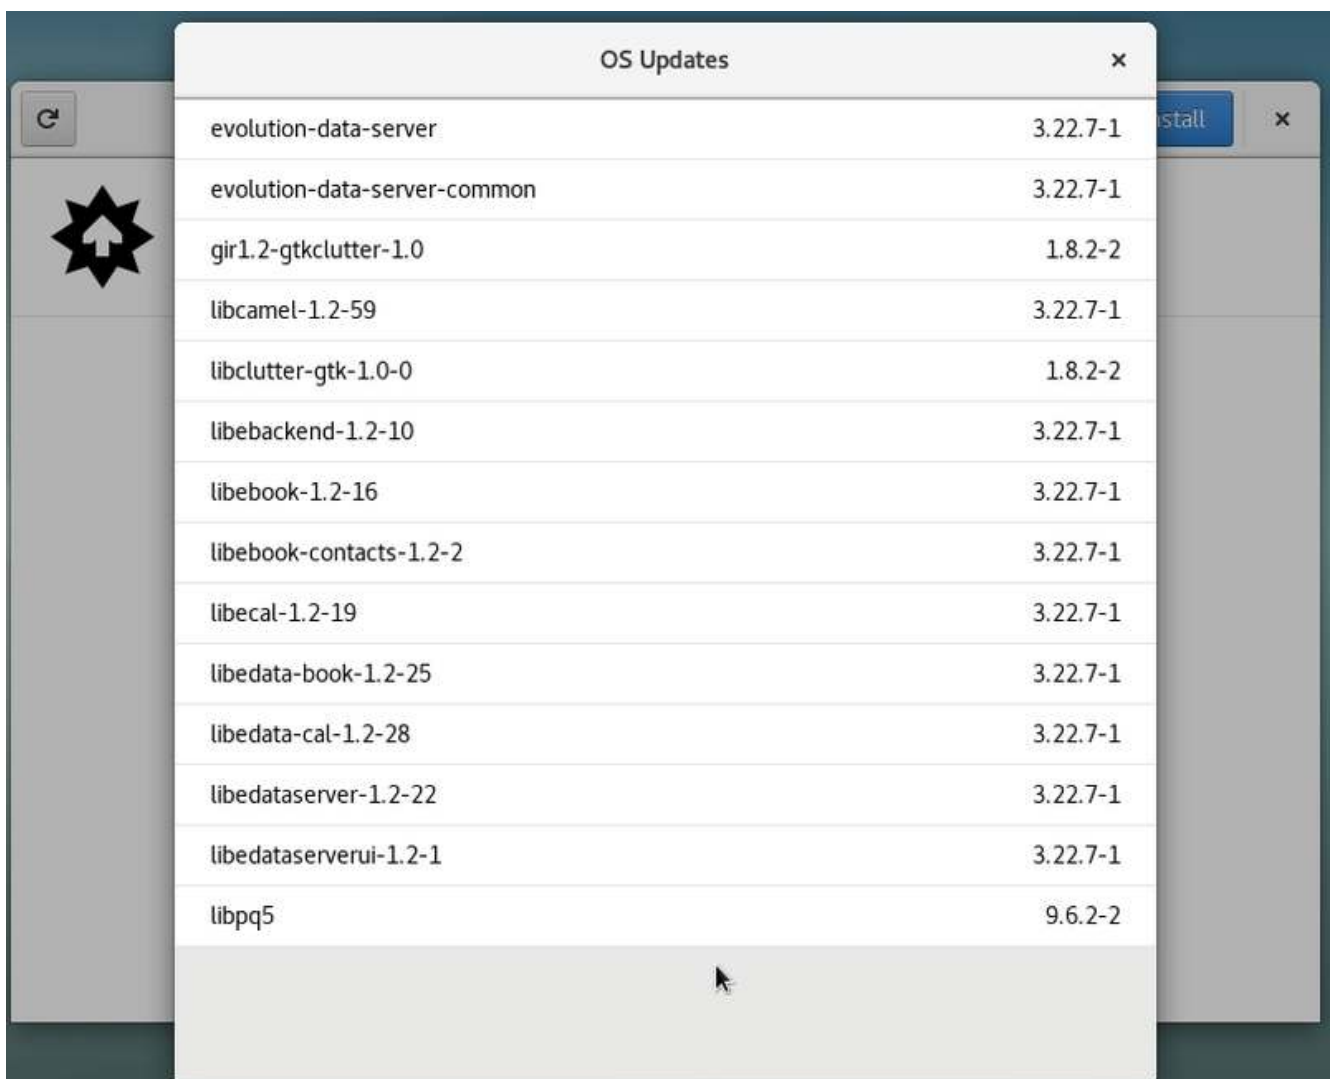 OS Updates
stall
evolution-data-server 3.22.7-1
evolution-data-server-common 3.22.7-1
gir1.2-gtkclutter-1.0 1.8.2-2
libcamel-1.2-59 3.22.7-1
libclutter-gtk-1.0-0 1.8.2-2
libebackend-1.2-10 3.22.7-1
libebook-1.2-16 3.22.7-1
libebook-contacts-1.2-2 3.22.7-1
libecal-1.2-19 3.22.7-1
libedata-book-1.2-25 3.22.7-1
libedata-cal-1.2-28 3.22.7-1
libedataserver-1.2-22 3.22.7-1
libedataserverui-1.2-1 3.22.7-1
libpq5 9.6.2-2